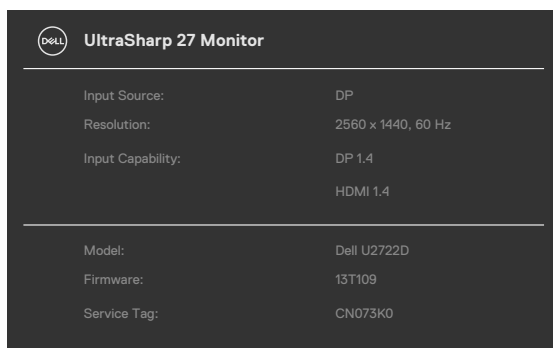 DELL UltraSharp 27 Monitor
Input Source: DP
Resolution: 2560 x 1440, 60 Hz
Input Capability: DP 1.4
HDMI 1.4
Model: Dell U2722D
Firmware: 13T109
Service Tag: CN073K0